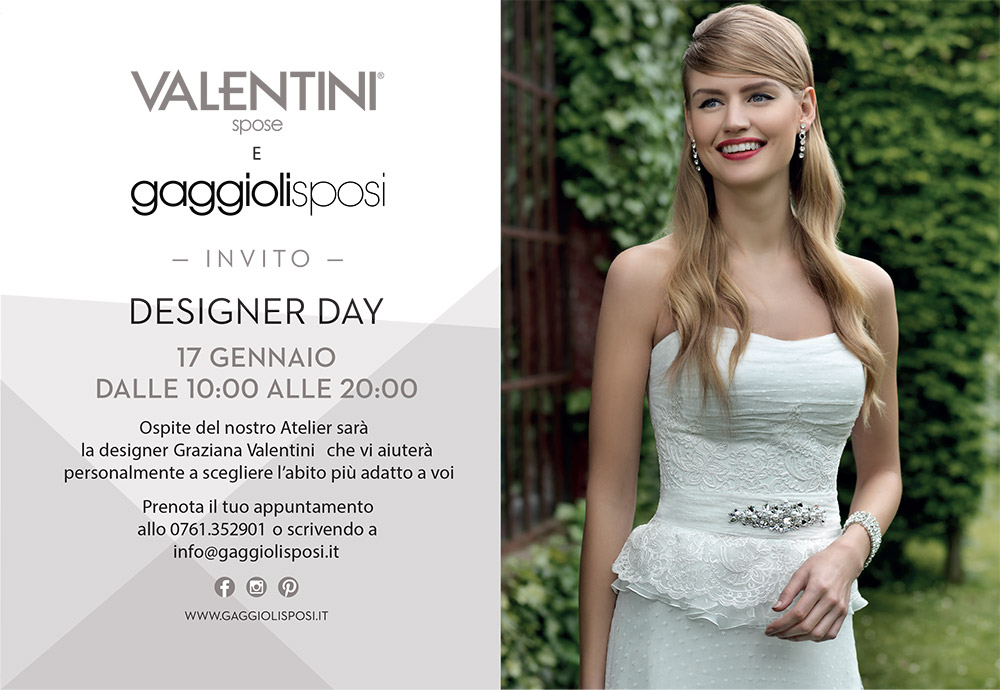 VALENTINI®
spose
E
gaggiolisposi
— INVITO —
DESIGNER DAY
17 GENNAIO
DALLE 10:00 ALLE 20:00
Ospite del nostro Atelier sarà
la designer Graziana Valentini che vi aiuterà
personalmente a scegliere l'abito più adatto a voi
Prenota il tuo appuntamento
allo 0761.352901 o scrivendo a
info@gaggiolisposi.it
WWW.GAGGIOLISPOSI.IT